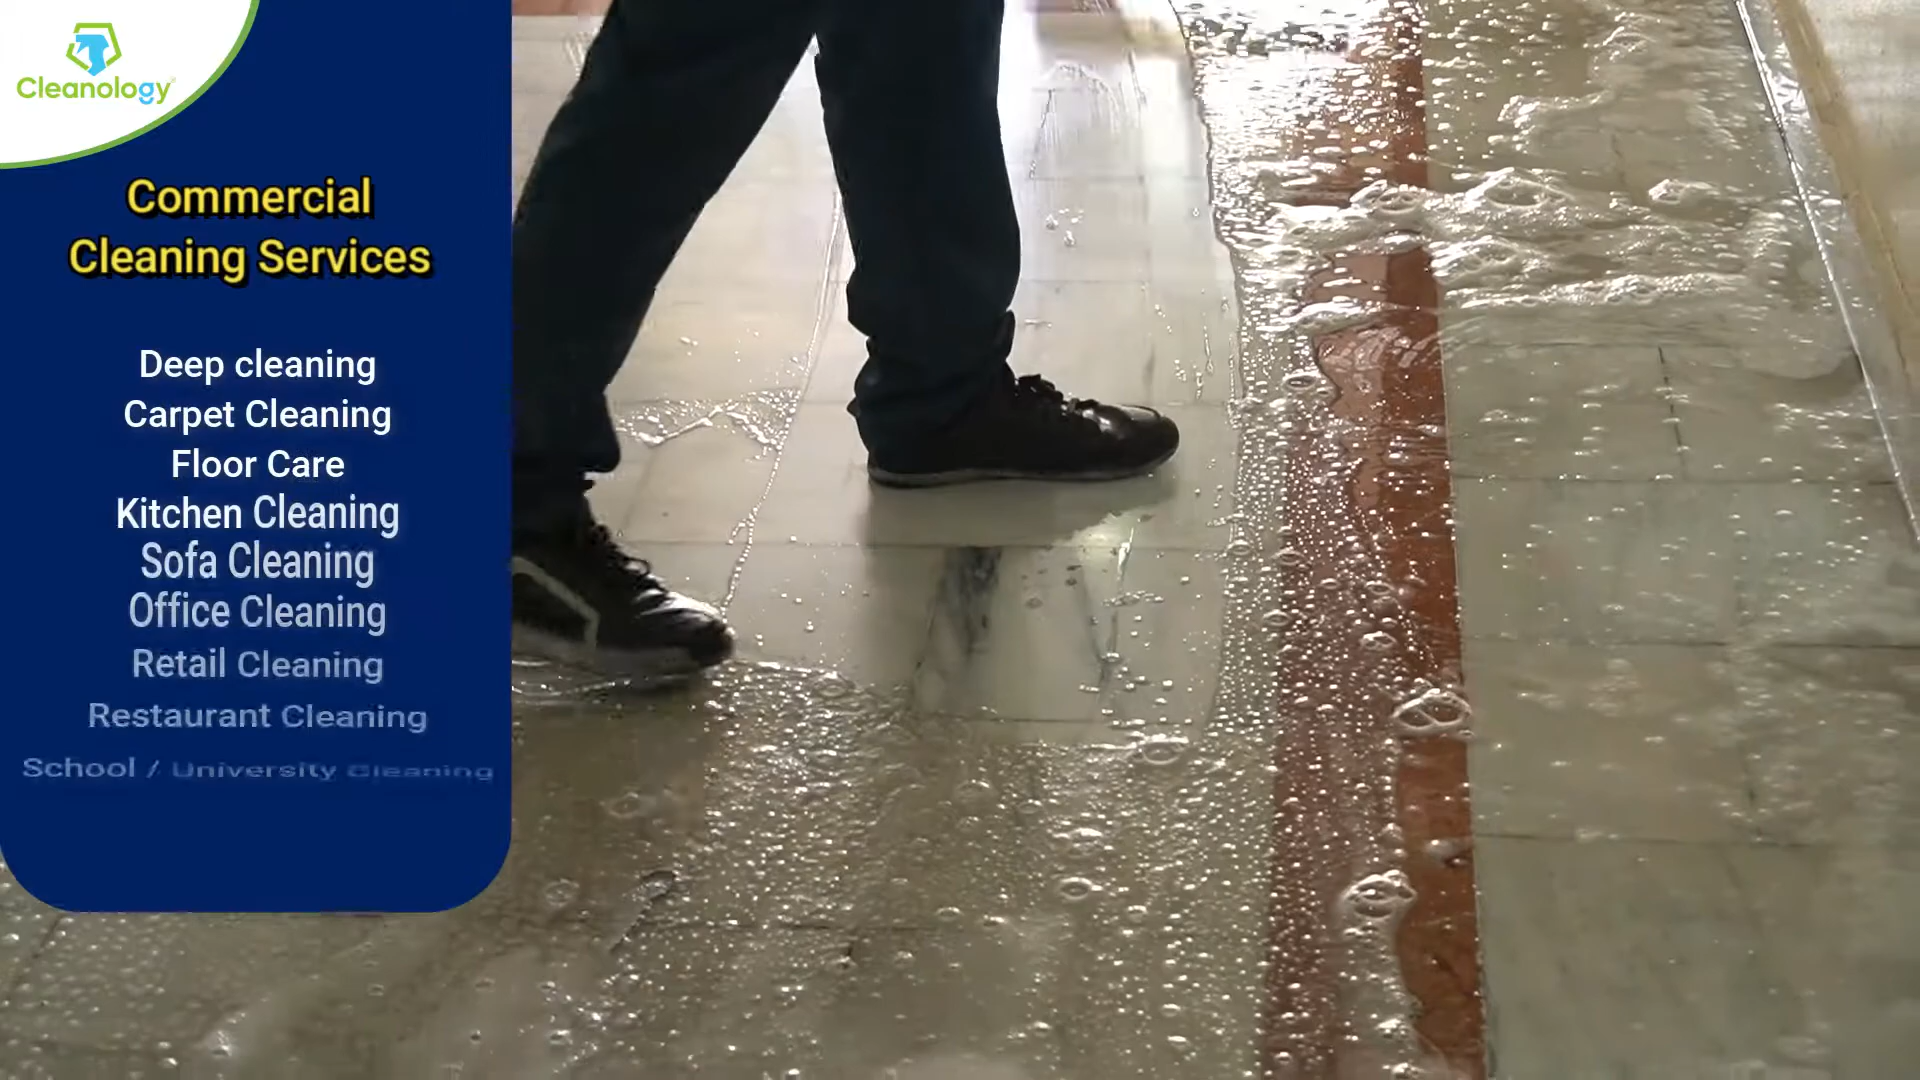 Cleanology
Commercial
Cleaning Services
Deep cleaning
Carpet Cleaning
Floor Care
Kitchen Cleaning
Sofa Cleaning
Office Cleaning
Retail Cleaning
Restaurant Cleaning
School / University Cleaning